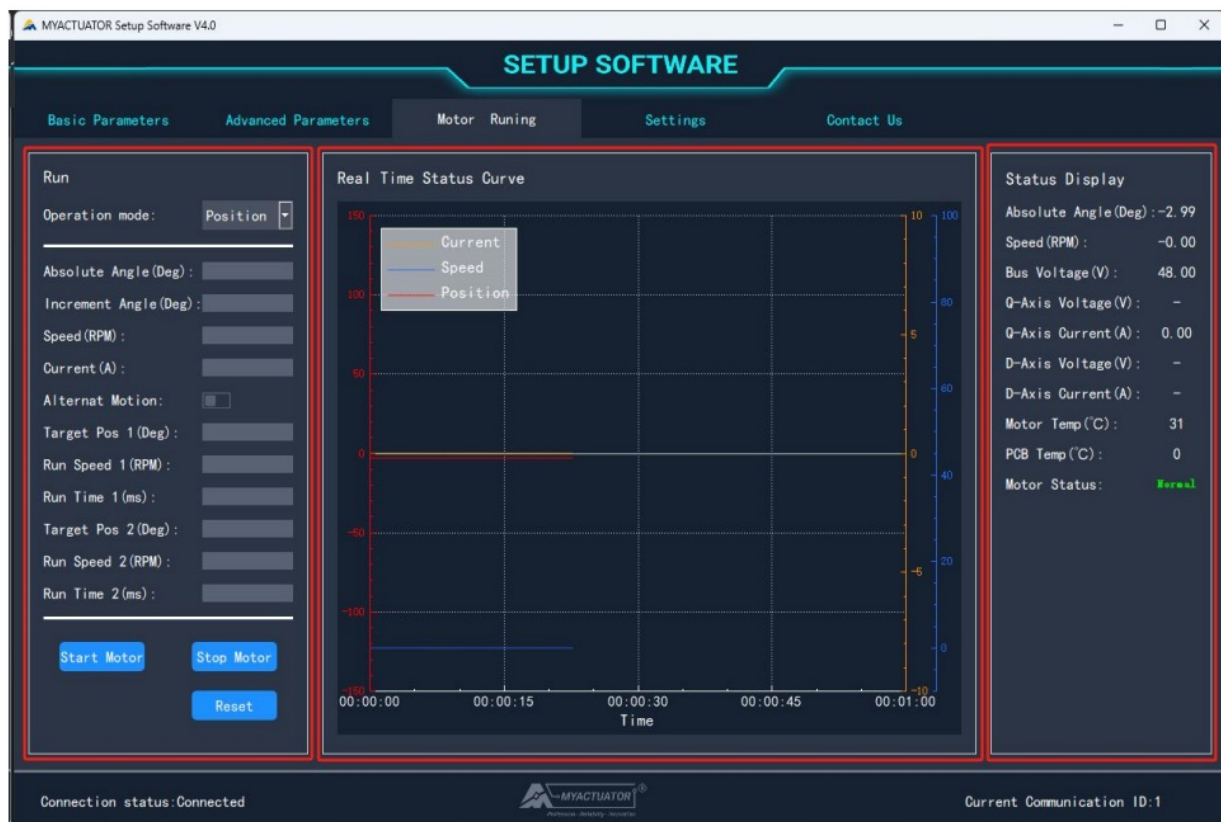 MYACTUATOR Setup Software V4.0
SETUP SOFTWARE
Basic Parameters
Advanced Parameters
Motor Runing
Settings
Contact Us
Run
Operation mode: Position
Absolute Angle(Deg):
Increment Angle(Deg):
Speed(RPM):
Current(A):
Alternat Motion:
Target Pos 1(Deg):
Run Speed 1(RPM):
Run Time 1(ms):
Target Pos 2(Deg):
Run Speed 2(RPM):
Run Time 2(ms):
Start Motor
Stop Motor
Reset
Real Time Status Curve
Current
Speed
Position
150
100
50
0
-50
-100
-150
10
5
0
-5
-10
100
80
60
40
20
0
00:00:00
00:00:15
00:00:30
00:00:45
00:01:00
Time
Status Display
Absolute Angle(Deg):-2.99
Speed(RPM): -0.00
Bus Voltage(V): 48.00
Q-Axis Voltage(V): -
Q-Axis Current(A): 0.00
D-Axis Voltage(V): -
D-Axis Current(A): -
Motor Temp(℃): 31
PCB Temp(℃): 0
Motor Status: Normal
Connection status:Connected
MYACTUATOR®
Current Communication ID:1